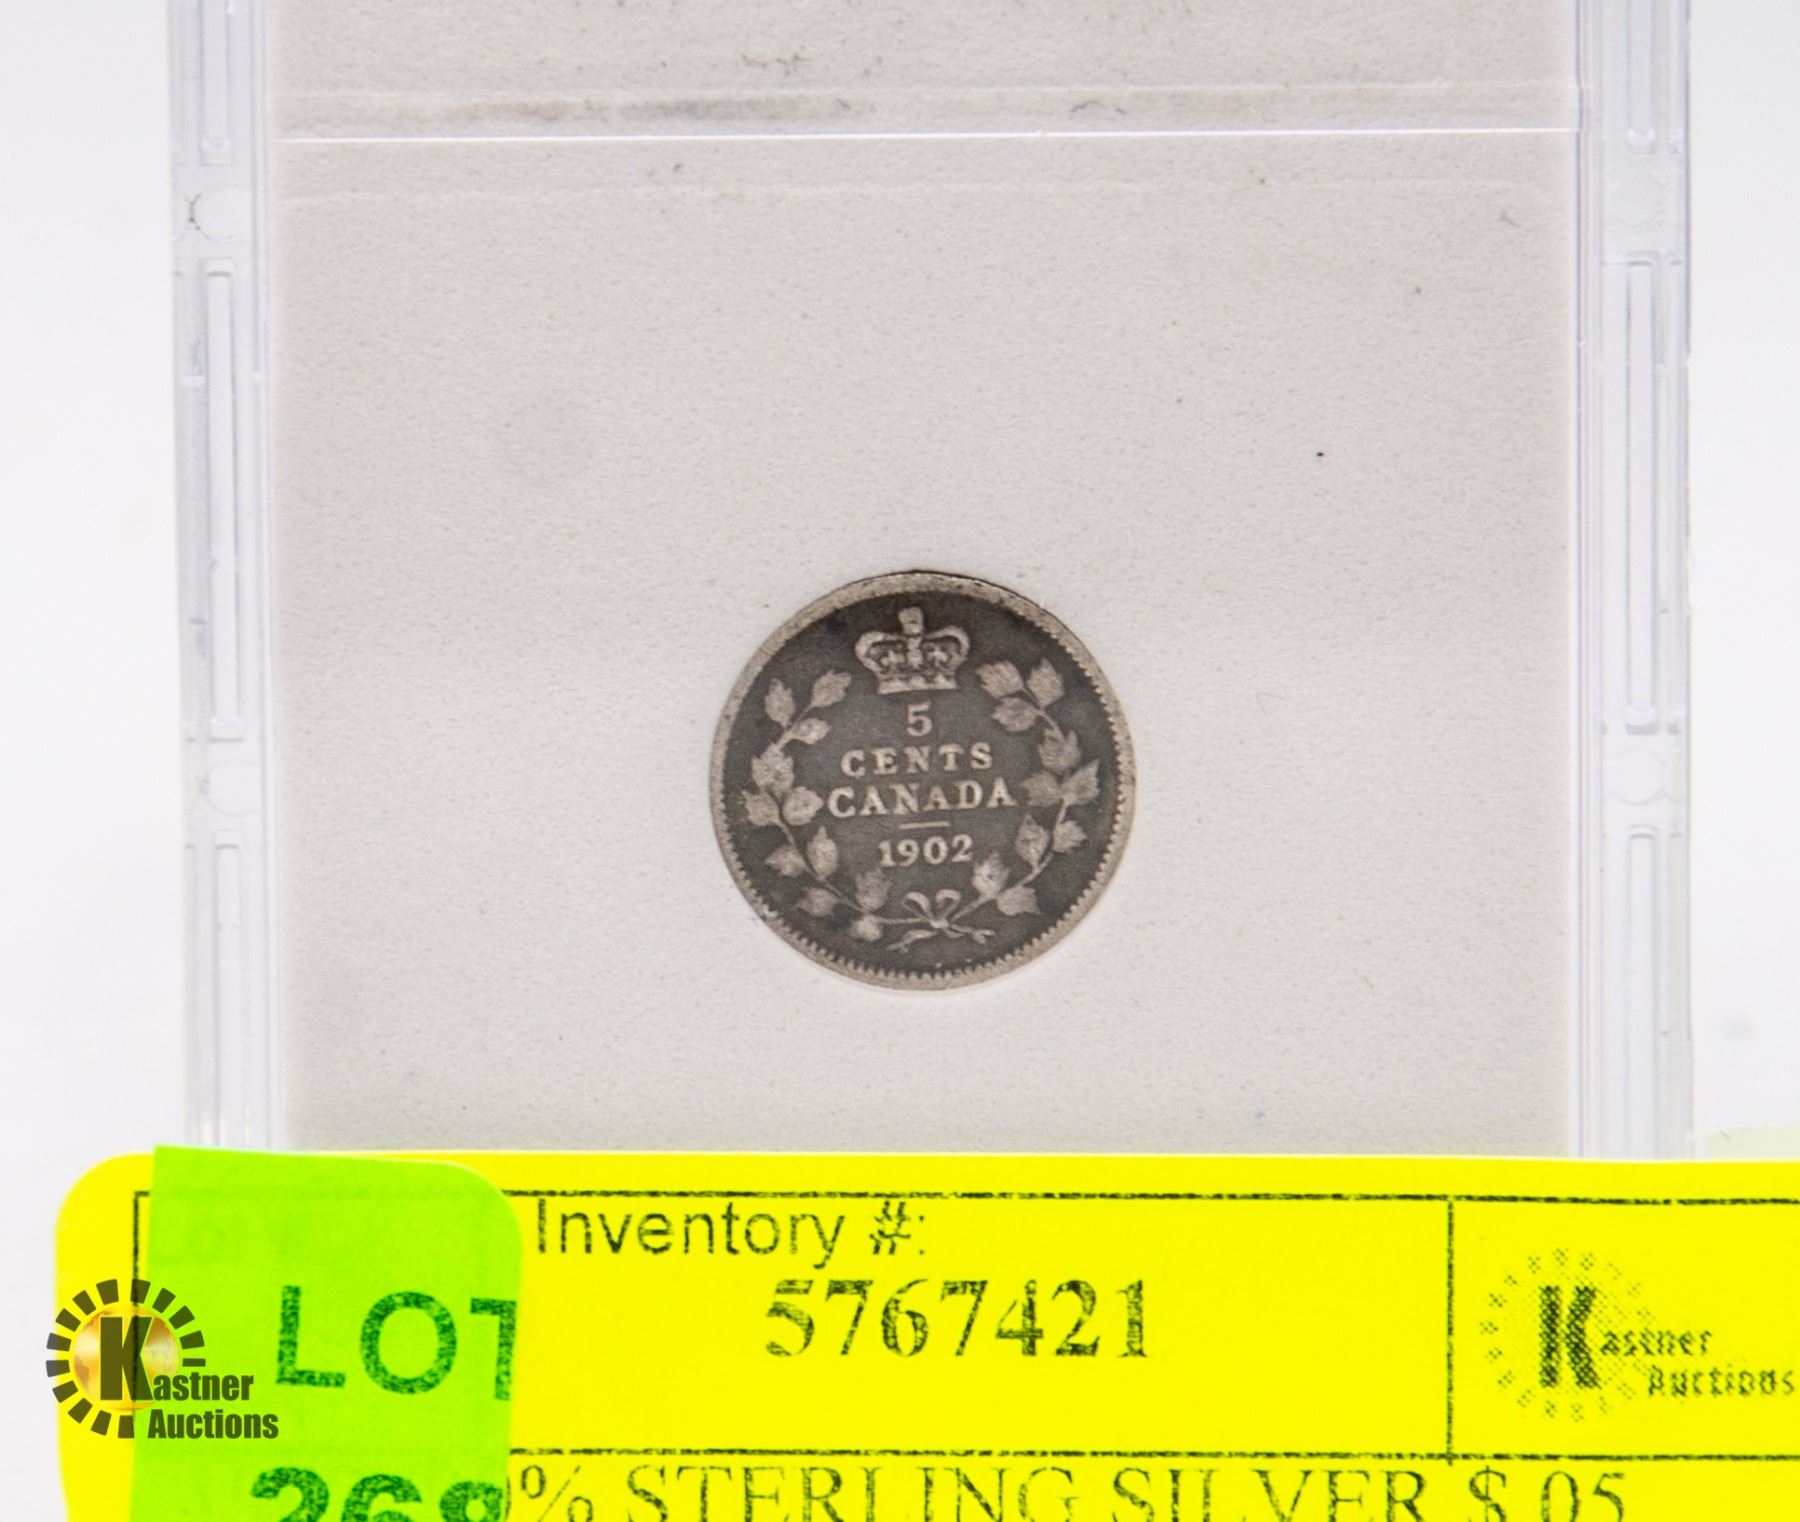 5
CENTS
CANADA
1902
Inventory #:
5767421
Kastner
Auctions
LOT
Kastner
Auctions
% STERLING SILVER $.05